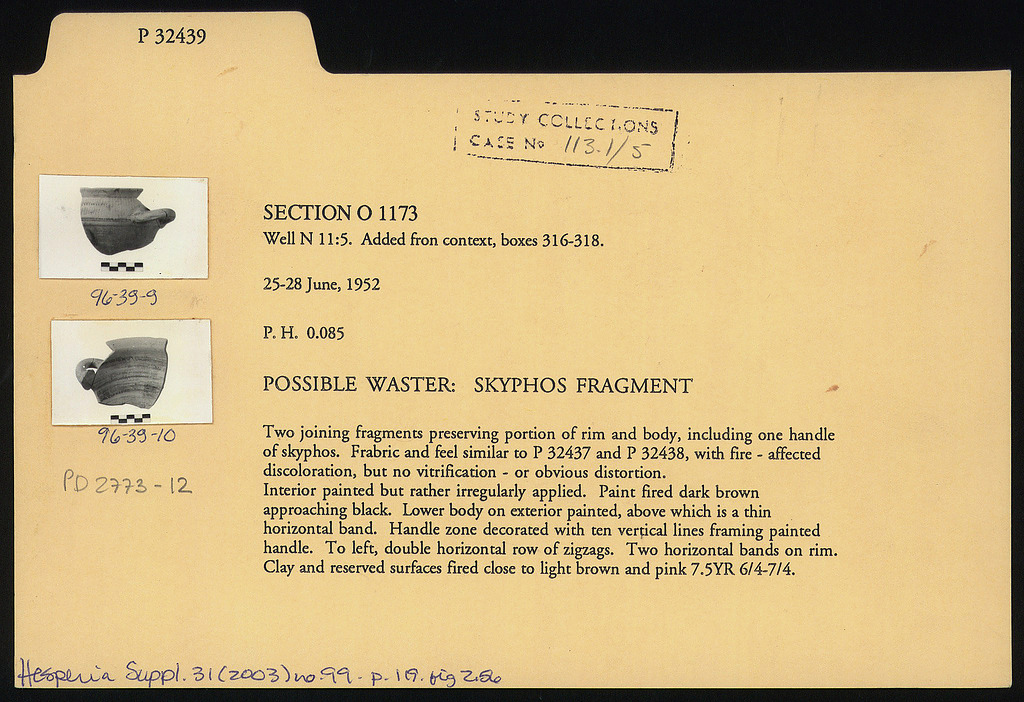 P 32439
STUDY COLLECTIONS
CASE No 113.1/5
SECTION O 1173
Well N 11:5. Added fron context, boxes 316-318.
25-28 June, 1952
P. H. 0.085
POSSIBLE WASTER: SKYPHOS FRAGMENT
Two joining fragments preserving portion of rim and body, including one handle
of skyphos. Frabric and feel similar to P 32437 and P 32438, with fire - affected
discoloration, but no vitrification - or obvious distortion.
Interior painted but rather irregularly applied. Paint fired dark brown
approaching black. Lower body on exterior painted, above which is a thin
horizontal band. Handle zone decorated with ten vertical lines framing painted
handle. To left, double horizontal row of zigzags. Two horizontal bands on rim.
Clay and reserved surfaces fired close to light brown and pink 7.5YR 6/4-7/4.
96-39-9
96-39-10
PD 2773-12
Hesperia Suppl. 31 (2003) no. 99 - p. 119. fig 2.56